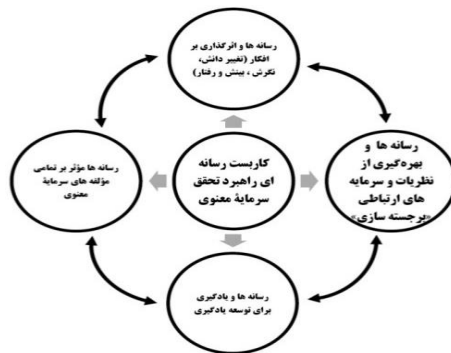 رسانه ها و اثرگذاری بر
افکار (تغییر دانش،
نگرش ، بینش و رفتار)
رسانه ها و
بهره‌گیری از
نظریات و سرمایه
های ارتباطی
«برجسته سازی»
کاربست رسانه
ای راهبرد تحقق
سرمایهٔ معنوی
رسانه ها مؤثر بر تمامی
مؤلفه های سرمایهٔ
معنوی
رسانه ها و یادگیری
برای توسعه یادگیری